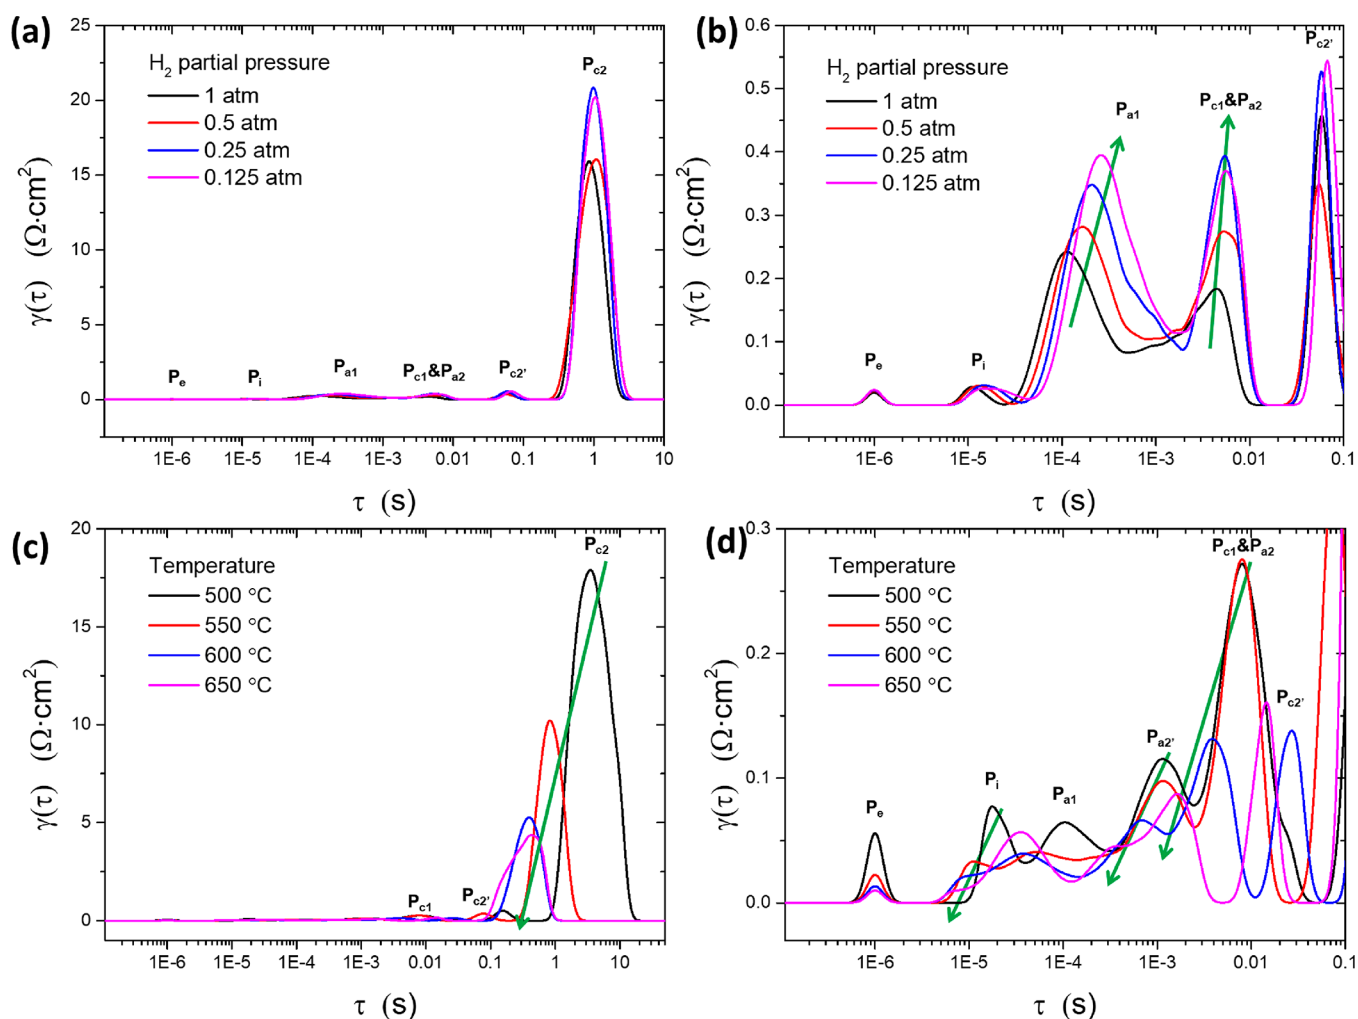 (a)
25
20
15
10
5
0
γ(τ) (Ω·cm²)
H₂ partial pressure
1 atm
0.5 atm
0.25 atm
0.125 atm
Pₑ
Pᵢ
Pa1
Pc1&Pa2
Pc2'
Pc2
1E-6 1E-5 1E-4 1E-3 0.01 0.1 1 10
τ (s)
(b)
0.6
0.5
0.4
0.3
0.2
0.1
0.0
γ(τ) (Ω·cm²)
H₂ partial pressure
1 atm
0.5 atm
0.25 atm
0.125 atm
Pₑ
Pᵢ
Pa1
Pc1&Pa2
Pc2'
1E-6 1E-5 1E-4 1E-3 0.01 0.1
τ (s)
(c)
20
15
10
5
0
γ(τ) (Ω·cm²)
Temperature
500 °C
550 °C
600 °C
650 °C
Pc1
Pc2'
Pc2
1E-6 1E-5 1E-4 1E-3 0.01 0.1 1 10
τ (s)
(d)
0.3
0.2
0.1
0.0
γ(τ) (Ω·cm²)
Temperature
500 °C
550 °C
600 °C
650 °C
Pₑ
Pᵢ
Pa1
Pa2'
Pc1&Pa2
Pc2'
1E-6 1E-5 1E-4 1E-3 0.01 0.1
τ (s)